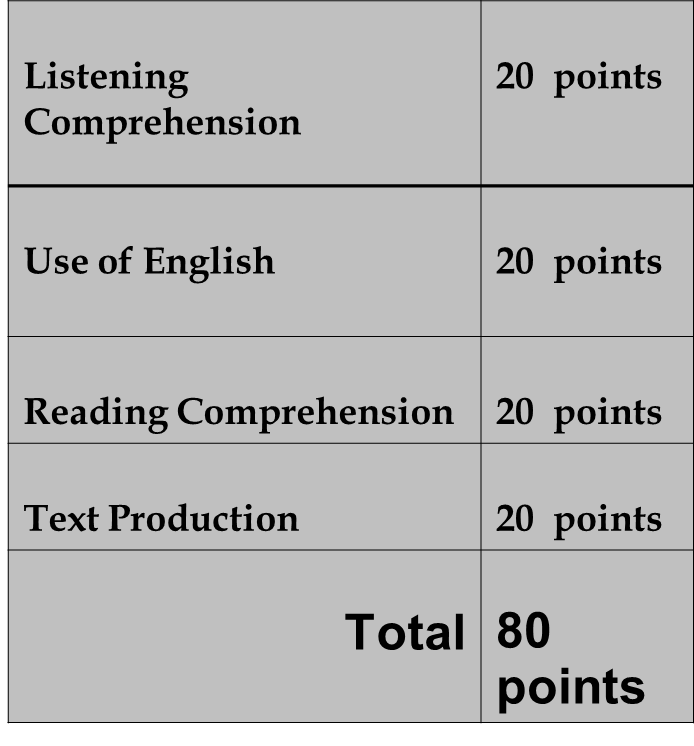 Listening 20 points
Comprehension
Use of English 20 points
Reading Comprehension 20 points
Text Production 20 points
Total 80
points